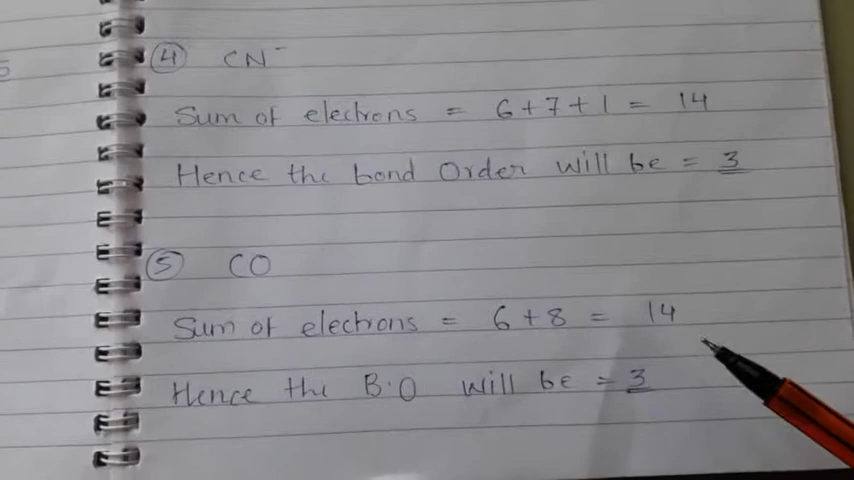 ④ CN⁻
Sum of electrons = 6+7+1 = 14
Hence the bond Order will be = 3
⑤ CO
Sum of electrons = 6+8 = 14
Hence the B.O will be = 3